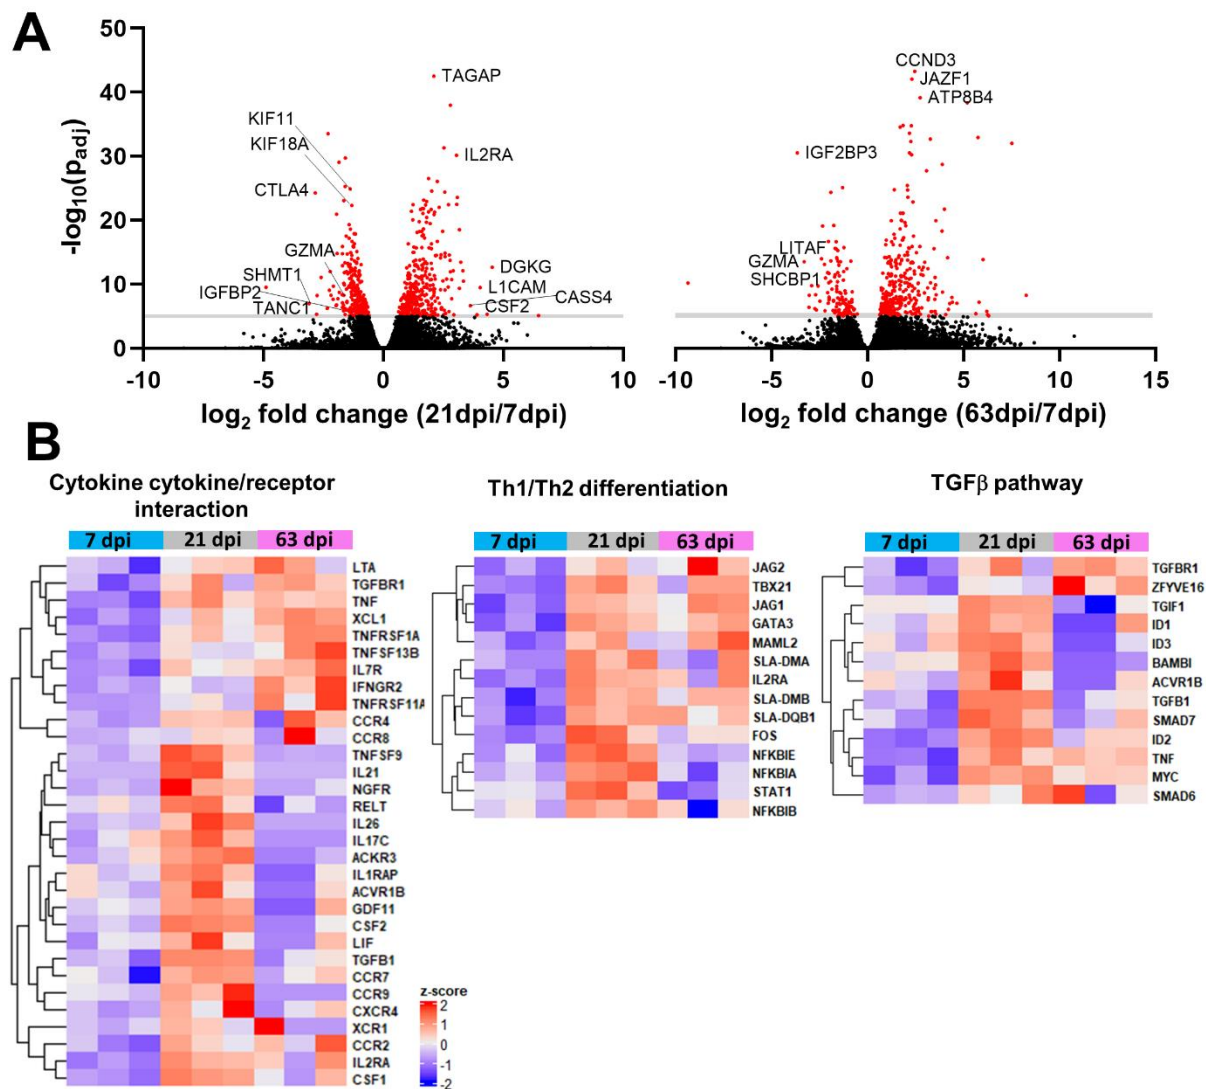 A
50
40
30
20
10
0
-log10(padj)
TAGAP
KIF11
KIF18A
IL2RA
CTLA4
GZMA
SHMT1
IGFBP2
TANC1
DGKG
L1CAM
CASS4
CSF2
-10
-5
0
5
10
log2 fold change (21dpi/7dpi)
CCND3
JAZF1
ATP8B4
IGF2BP3
LITAF
GZMA
SHCBP1
-10
-5
0
5
10
15
log2 fold change (63dpi/7dpi)
B
Cytokine cytokine/receptor
interaction
7 dpi 21 dpi 63 dpi
LTA
TGFBR1
TNF
XCL1
TNFRSF1A
TNFSF13B
IL7R
IFNGR2
TNFRSF11A
CCR4
CCR8
TNFSF9
IL21
NGFR
RELT
IL26
IL17C
ACKR3
IL1RAP
ACVR1B
GDF11
CSF2
LIF
TGFB1
CCR7
CCR9
CXCR4
XCR1
CCR2
IL2RA
CSF1
z-score
2
1
0
-1
-2
Th1/Th2 differentiation
7 dpi 21 dpi 63 dpi
JAG2
TBX21
JAG1
GATA3
MAML2
SLA-DMA
IL2RA
SLA-DMB
SLA-DQB1
FOS
NFKBIE
NFKBIA
STAT1
NFKBIB
TGFβ pathway
7 dpi 21 dpi 63 dpi
TGFBR1
ZFYVE16
TGIF1
ID1
ID3
BAMBI
ACVR1B
TGFB1
SMAD7
ID2
TNF
MYC
SMAD6